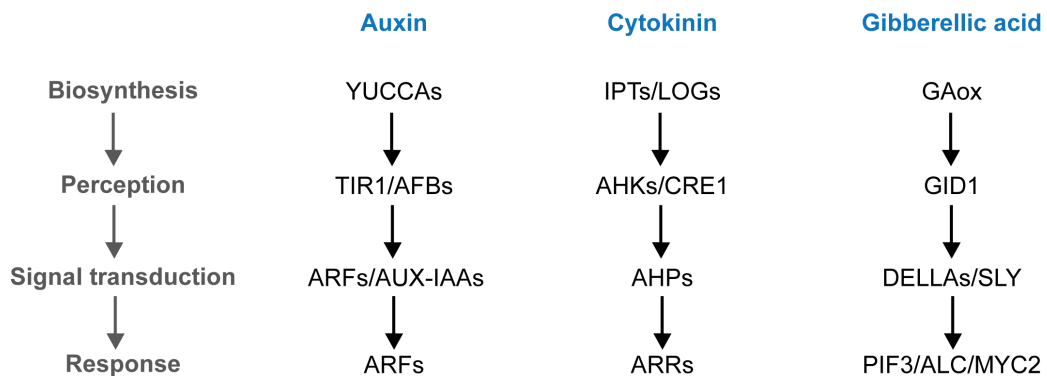 Auxin Cytokinin Gibberellic acid
Biosynthesis YUCCAs IPTs/LOGs GAox
Perception TIR1/AFBs AHKs/CRE1 GID1
Signal transduction ARFs/AUX-IAAs AHPs DELLAs/SLY
Response ARFs ARRs PIF3/ALC/MYC2